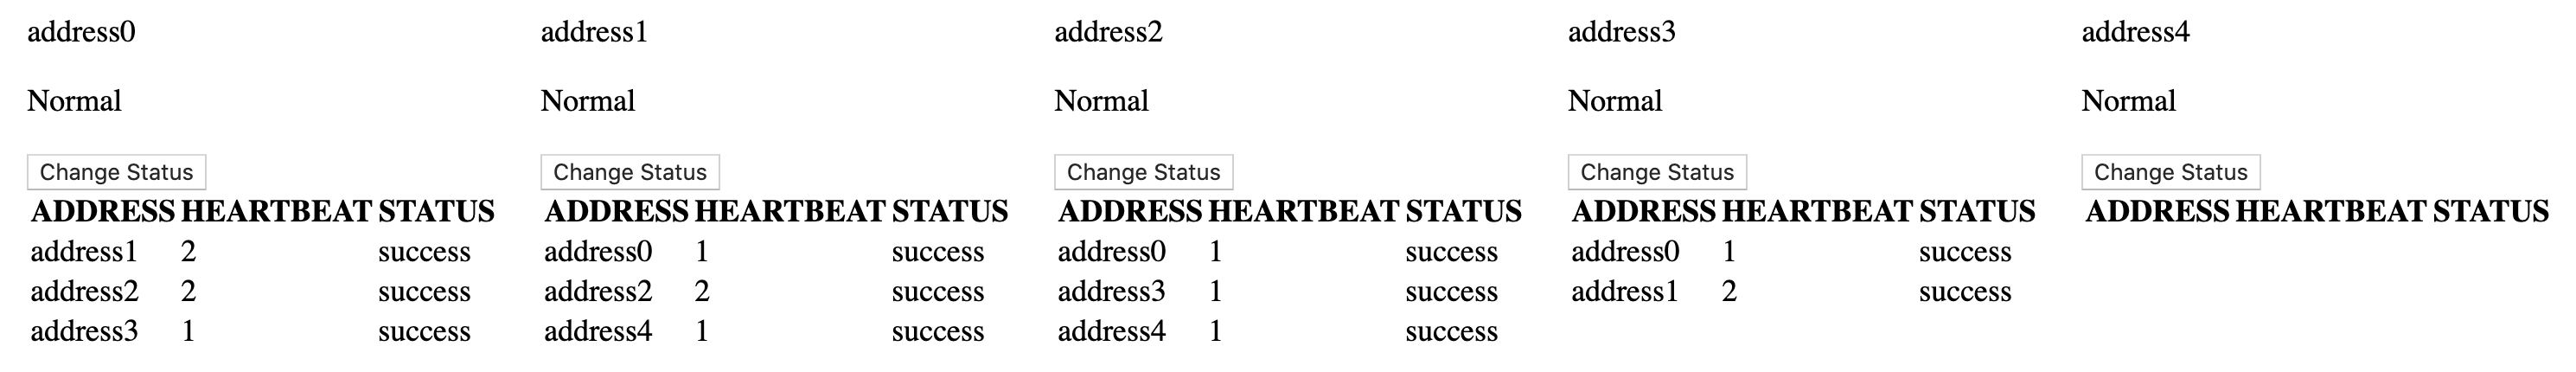 address0 address1 address2 address3 address4
Normal Normal Normal Normal Normal
Change Status Change Status Change Status Change Status Change Status
ADDRESS HEARTBEAT STATUS ADDRESS HEARTBEAT STATUS ADDRESS HEARTBEAT STATUS ADDRESS HEARTBEAT STATUS ADDRESS HEARTBEAT STATUS
address1 2 success address0 1 success address0 1 success address0 1 success
address2 2 success address2 2 success address3 1 success address1 2 success
address3 1 success address4 1 success address4 1 success